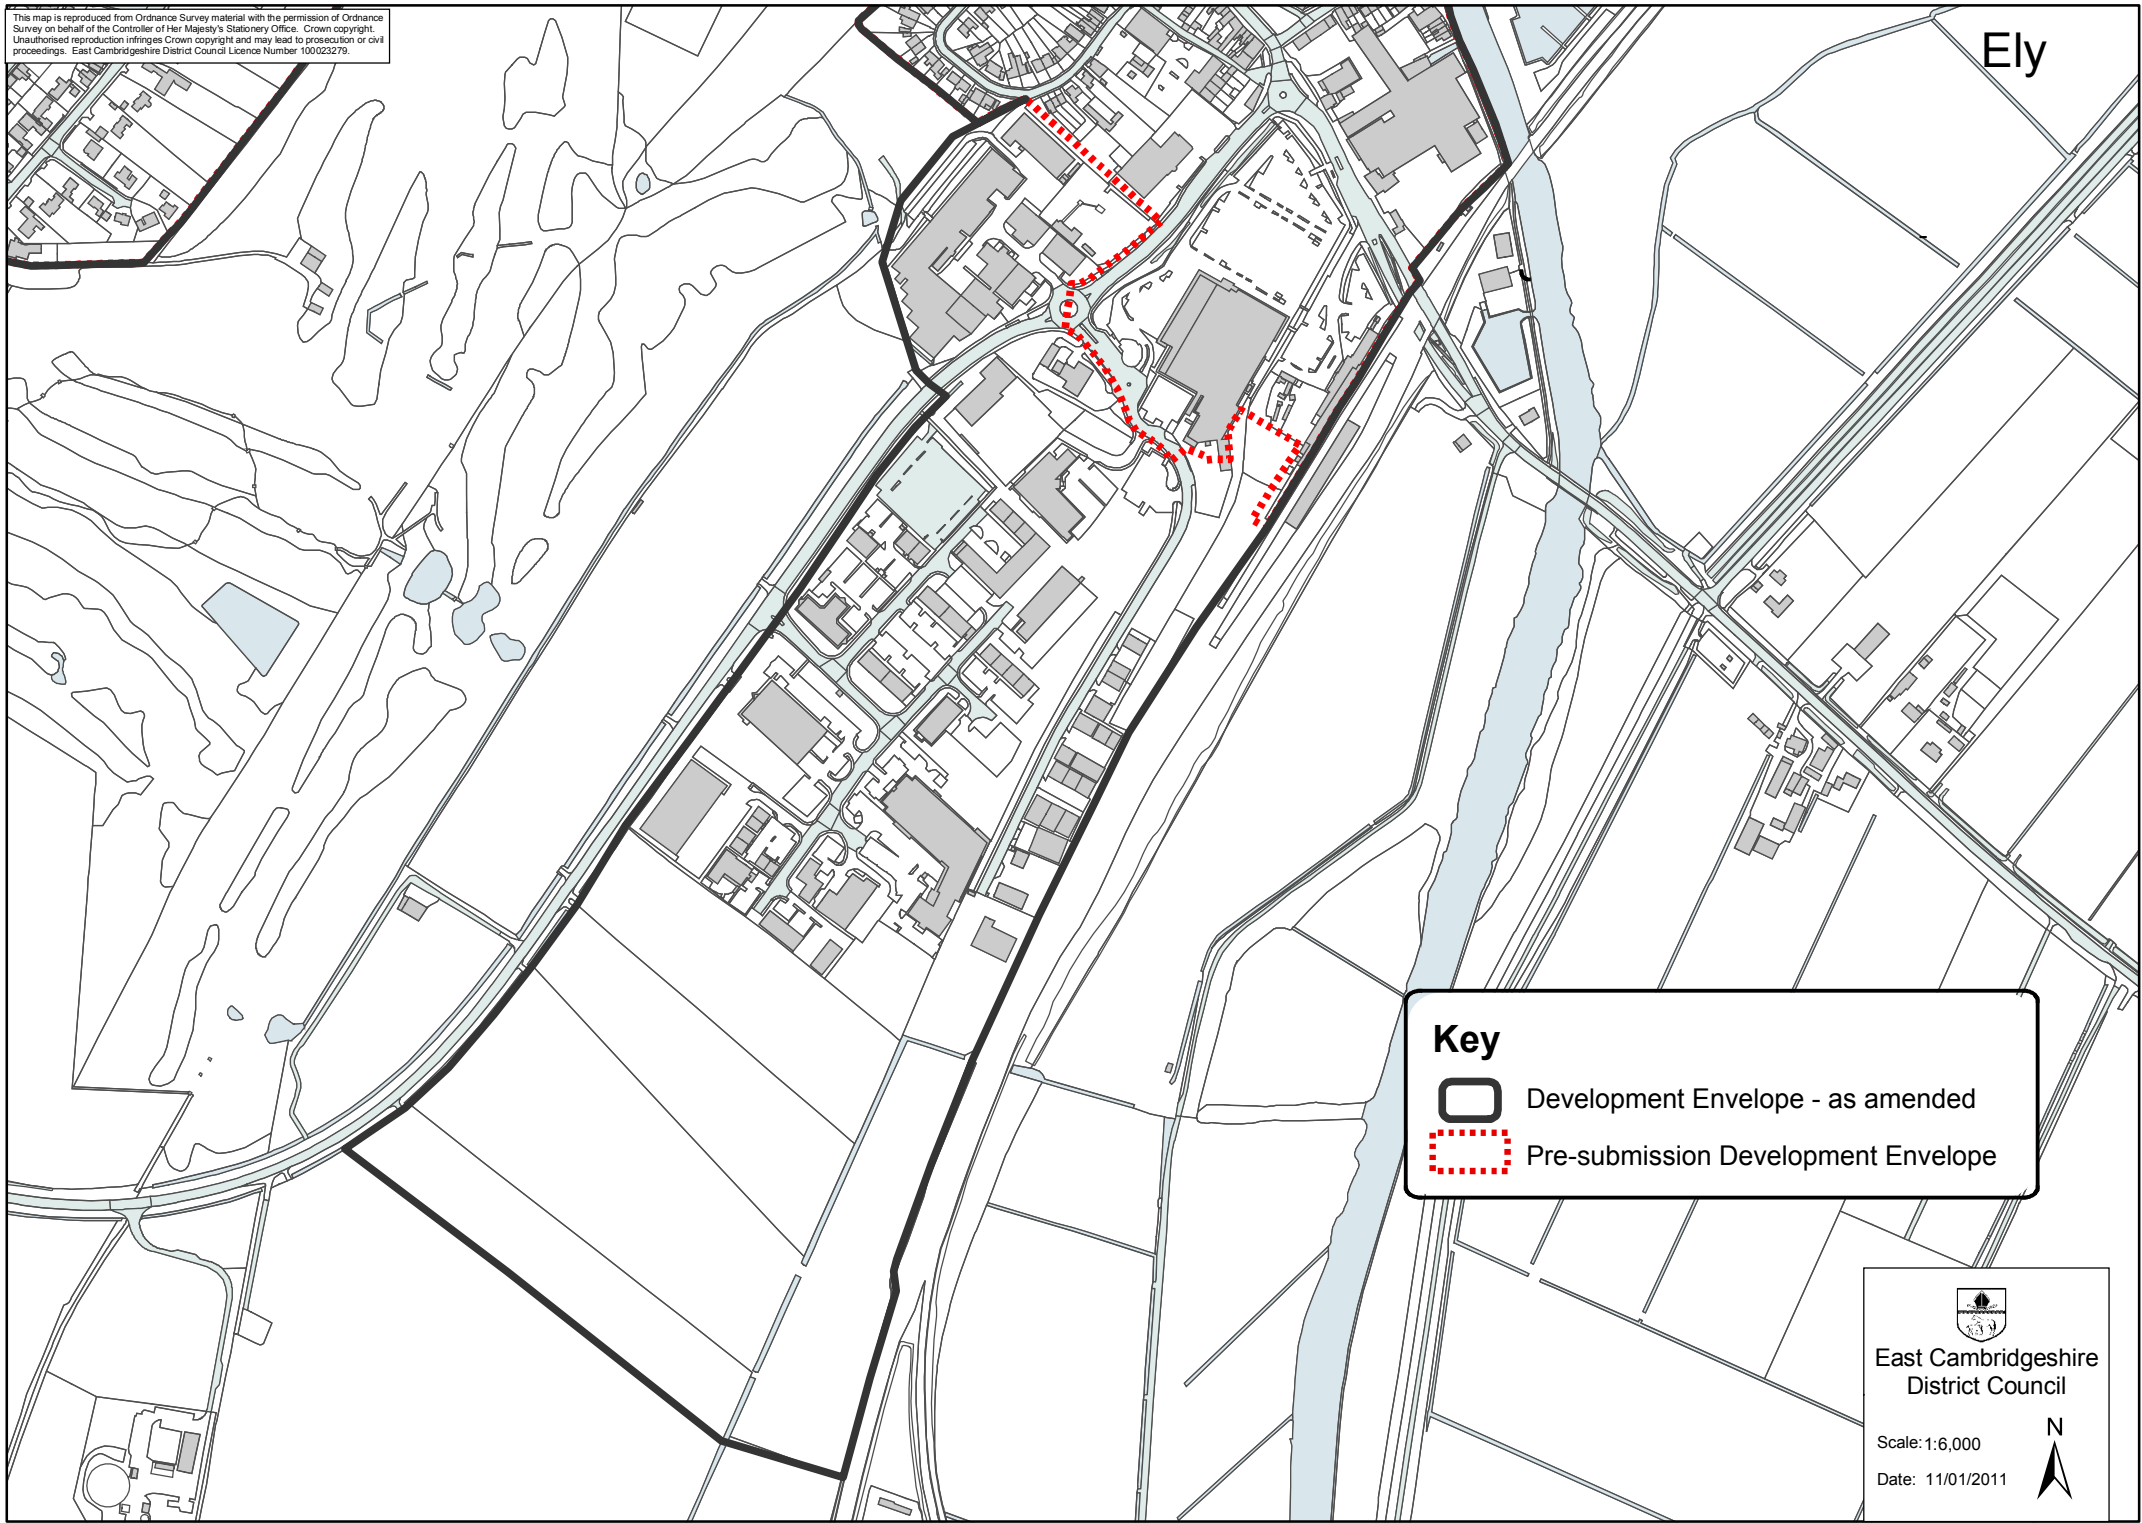 This map is reproduced from Ordnance Survey material with the permission of Ordnance
Survey on behalf of the Controller of Her Majesty's Stationery Office. Crown copyright.
Unauthorised reproduction infringes Crown copyright and may lead to prosecution or civil
proceedings. East Cambridgeshire District Council Licence Number 100023279.
Ely
Key
Development Envelope - as amended
Pre-submission Development Envelope
East Cambridgeshire
District Council
N
Scale: 1:6,000
Date: 11/01/2011